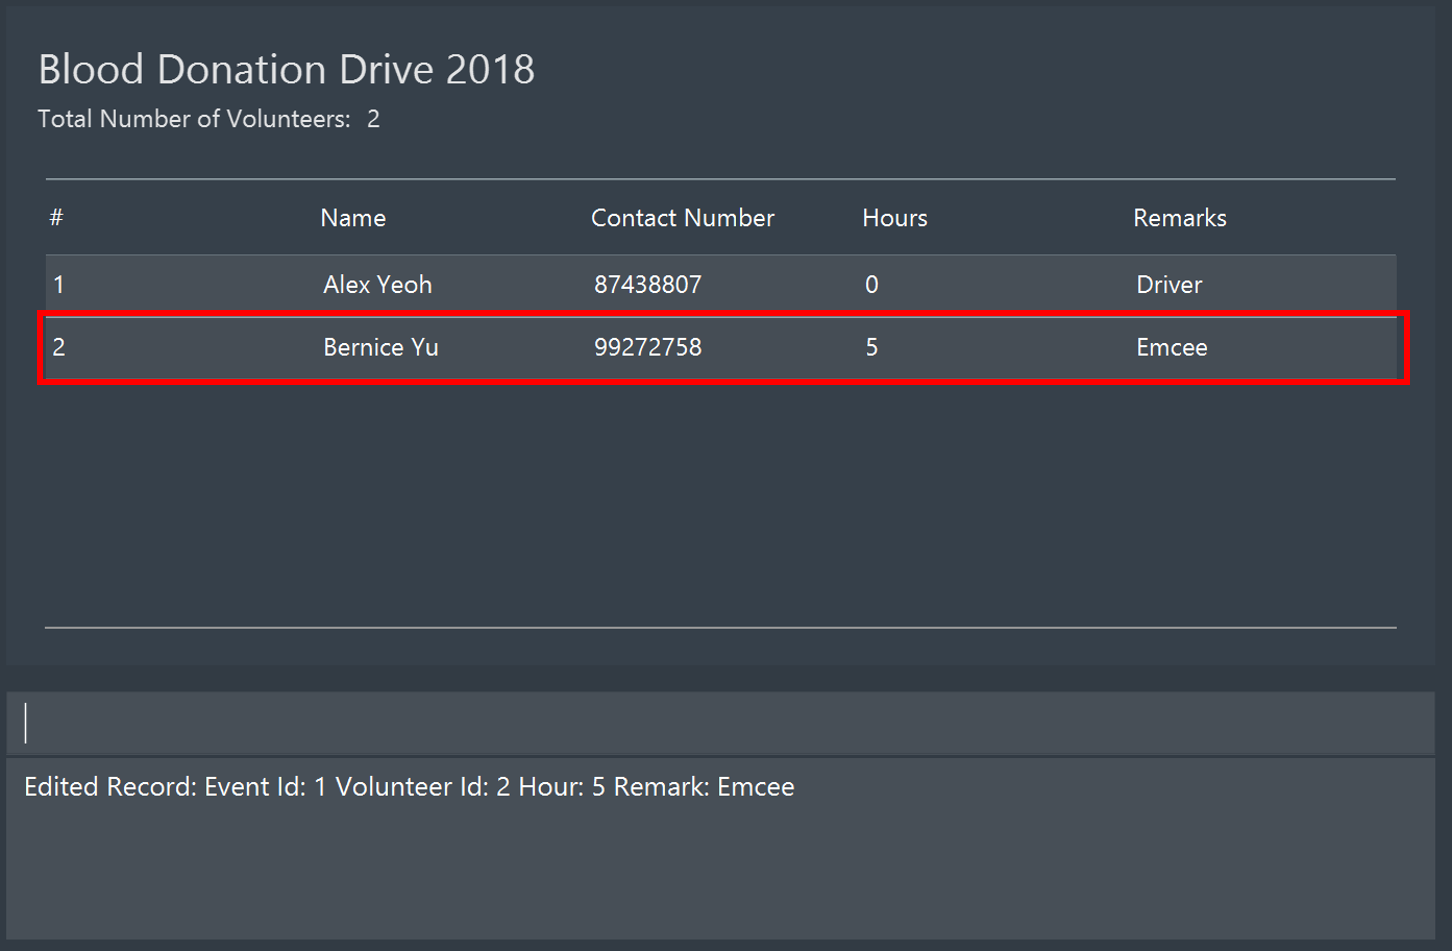 Blood Donation Drive 2018
Total Number of Volunteers: 2
# Name Contact Number Hours Remarks
1 Alex Yeoh 87438807 0 Driver
2 Bernice Yu 99272758 5 Emcee
Edited Record: Event Id: 1 Volunteer Id: 2 Hour: 5 Remark: Emcee